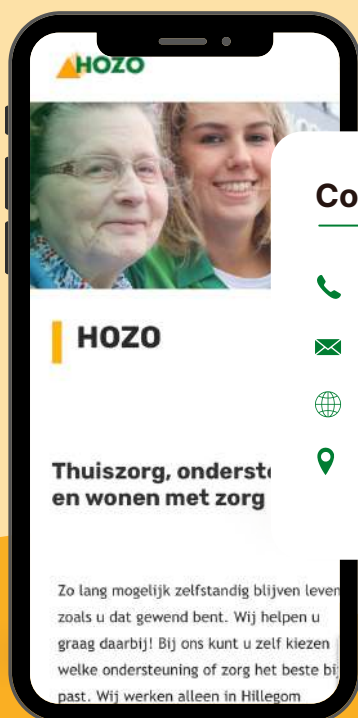 HOZO
HOZO
Co
Thuiszorg, onderste
en wonen met zorg
Zo lang mogelijk zelfstandig blijven leven
zoals u dat gewend bent. Wij helpen u
graag daarbij! Bij ons kunt u zelf kiezen
welke ondersteuning of zorg het beste bij
past. Wij werken alleen in Hillegom